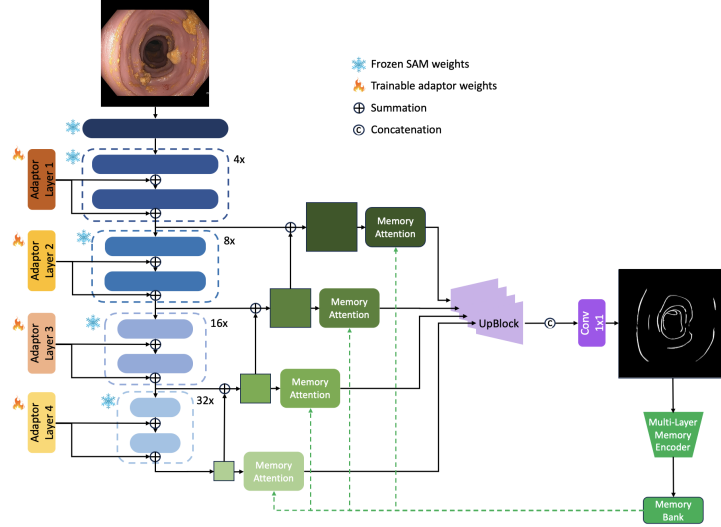 Frozen SAM weights
Trainable adaptor weights
Summation
C Concatenation
Adaptor
Layer 1
4x
Memory
Attention
Adaptor
Layer 2
8x
Memory
Attention
UpBlock
C
Conv
1x1
Adaptor
Layer 3
16x
Memory
Attention
Adaptor
Layer 4
32x
Memory
Attention
Multi-Layer
Memory
Encoder
Memory
Bank